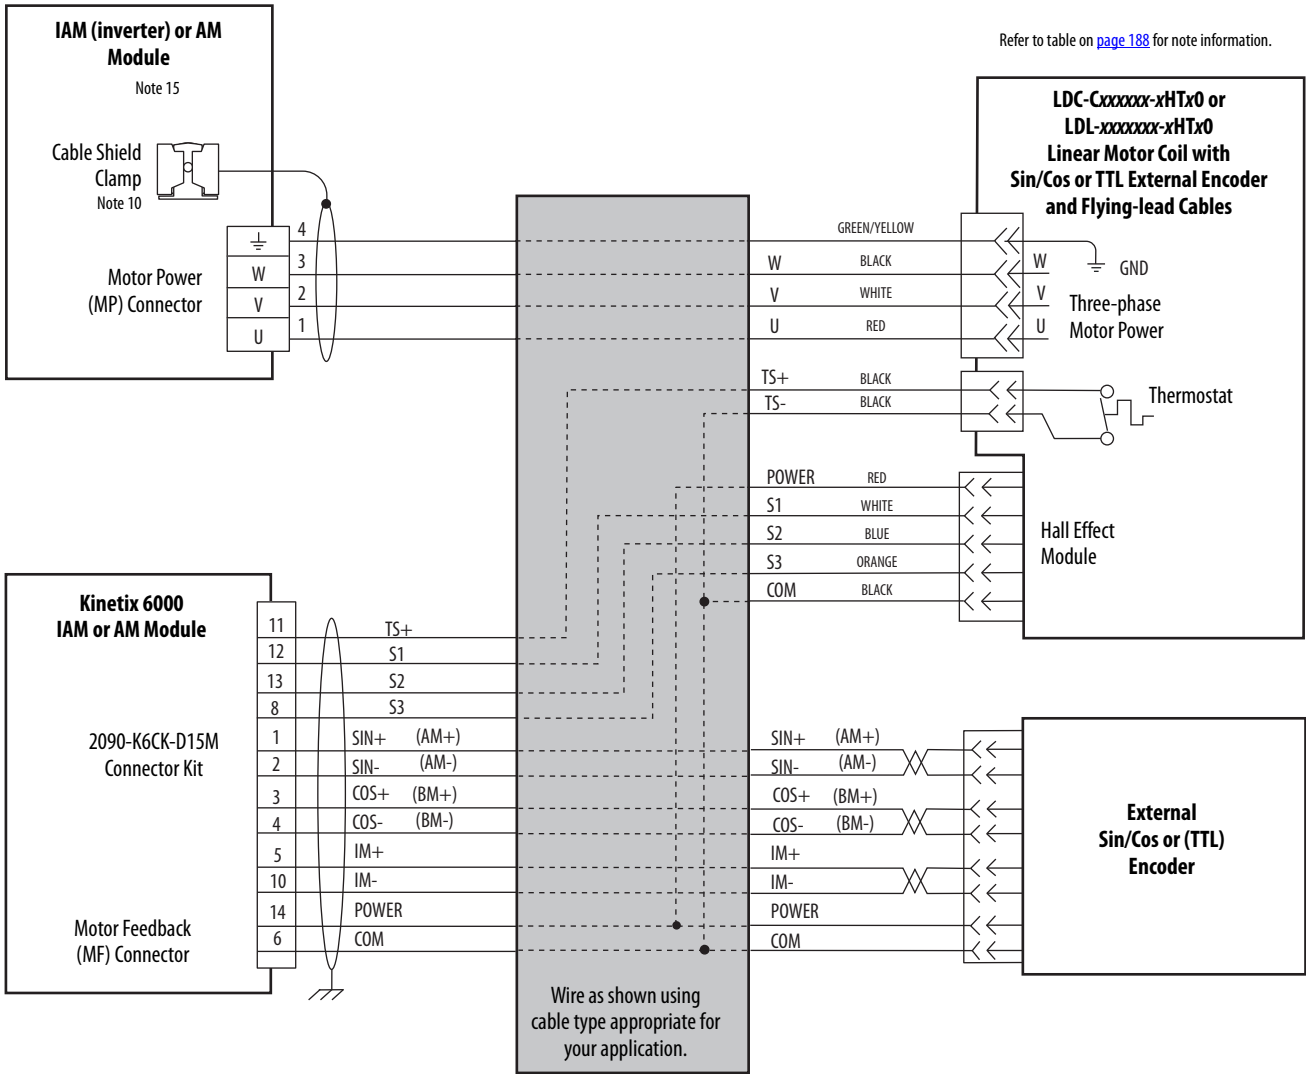 IAM (inverter) or AM
Module
Note 15
Cable Shield
Clamp
Note 10
Motor Power
(MP) Connector
4
3
W
2
V
1
U
Refer to table on page 188 for note information.
LDC-Cxxxxxx-xHTx0 or
LDL-xxxxxxx-xHTx0
Linear Motor Coil with
Sin/Cos or TTL External Encoder
and Flying-lead Cables
GREEN/YELLOW
W BLACK
V WHITE
U RED
W
V
U
GND
Three-phase
Motor Power
TS+ BLACK
TS- BLACK
Thermostat
POWER RED
S1 WHITE
S2 BLUE
S3 ORANGE
COM BLACK
Hall Effect
Module
Kinetix 6000
IAM or AM Module
2090-K6CK-D15M
Connector Kit
Motor Feedback
(MF) Connector
11 TS+
12 S1
13 S2
8 S3
1 SIN+ (AM+)
2 SIN- (AM-)
3 COS+ (BM+)
4 COS- (BM-)
5 IM+
10 IM-
14 POWER
6 COM
SIN+ (AM+)
SIN- (AM-)
COS+ (BM+)
COS- (BM-)
IM+
IM-
POWER
COM
External
Sin/Cos or (TTL)
Encoder
Wire as shown using
cable type appropriate for
your application.